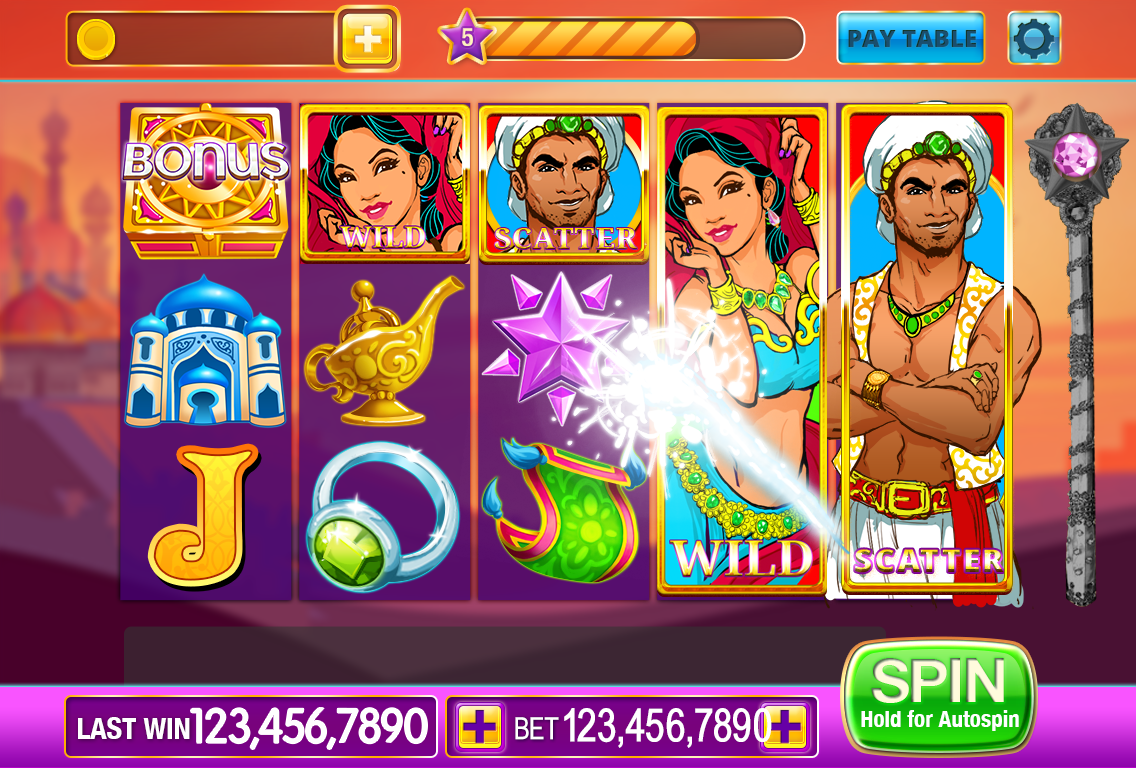 5
PAY TABLE
BONUS
WILD
SCATTER
J
WILD
SCATTER
SPIN
Hold for Autospin
LAST WIN 123,456,7890
BET 123,456,7890